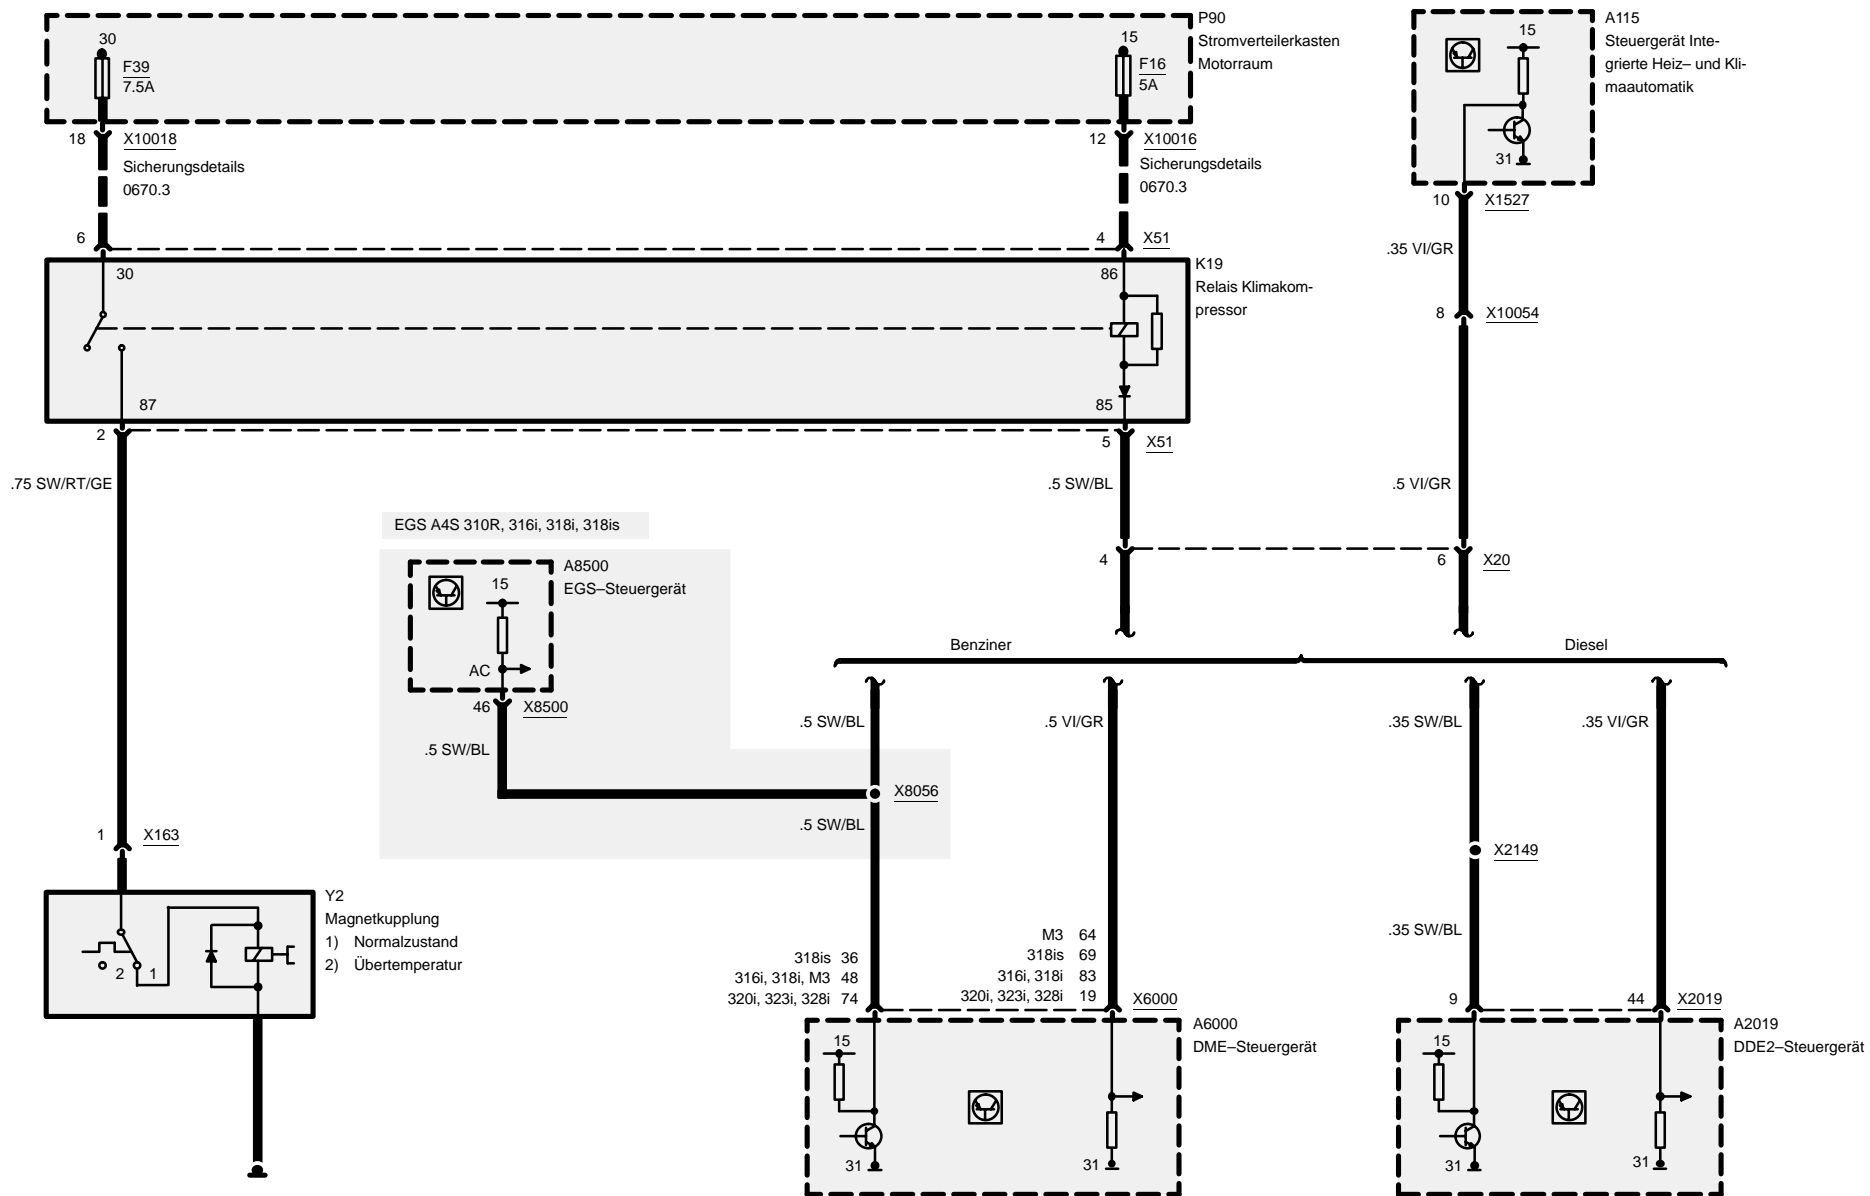 30
F39
7.5A
15
F16
5A
P90
Stromverteilerkasten
Motorraum
A115
Steuergerät Inte-
grierte Heiz– und Kli-
maautomatik
15
31
18
X10018
Sicherungsdetails
0670.3
12
X10016
Sicherungsdetails
0670.3
10
X1527
.35 VI/GR
6
4
X51
30
86
K19
Relais Klimakom-
pressor
8
X10054
87
85
2
5
X51
.75 SW/RT/GE
.5 SW/BL
.5 VI/GR
EGS A4S 310R, 316i, 318i, 318is
A8500
EGS–Steuergerät
15
AC
46
X8500
.5 SW/BL
4
6
X20
Benziner
Diesel
.5 SW/BL
.5 VI/GR
.35 SW/BL
.35 VI/GR
X8056
.5 SW/BL
1
X163
X2149
.35 SW/BL
Y2
Magnetkupplung
1) Normalzustand
2) Übertemperatur
2
1
318is 36
316i, 318i, M3 48
320i, 323i, 328i 74
M3 64
318is 69
316i, 318i 83
320i, 323i, 328i 19
X6000
9
44
X2019
A6000
DME–Steuergerät
15
31
31
A2019
DDE2–Steuergerät
15
31
31